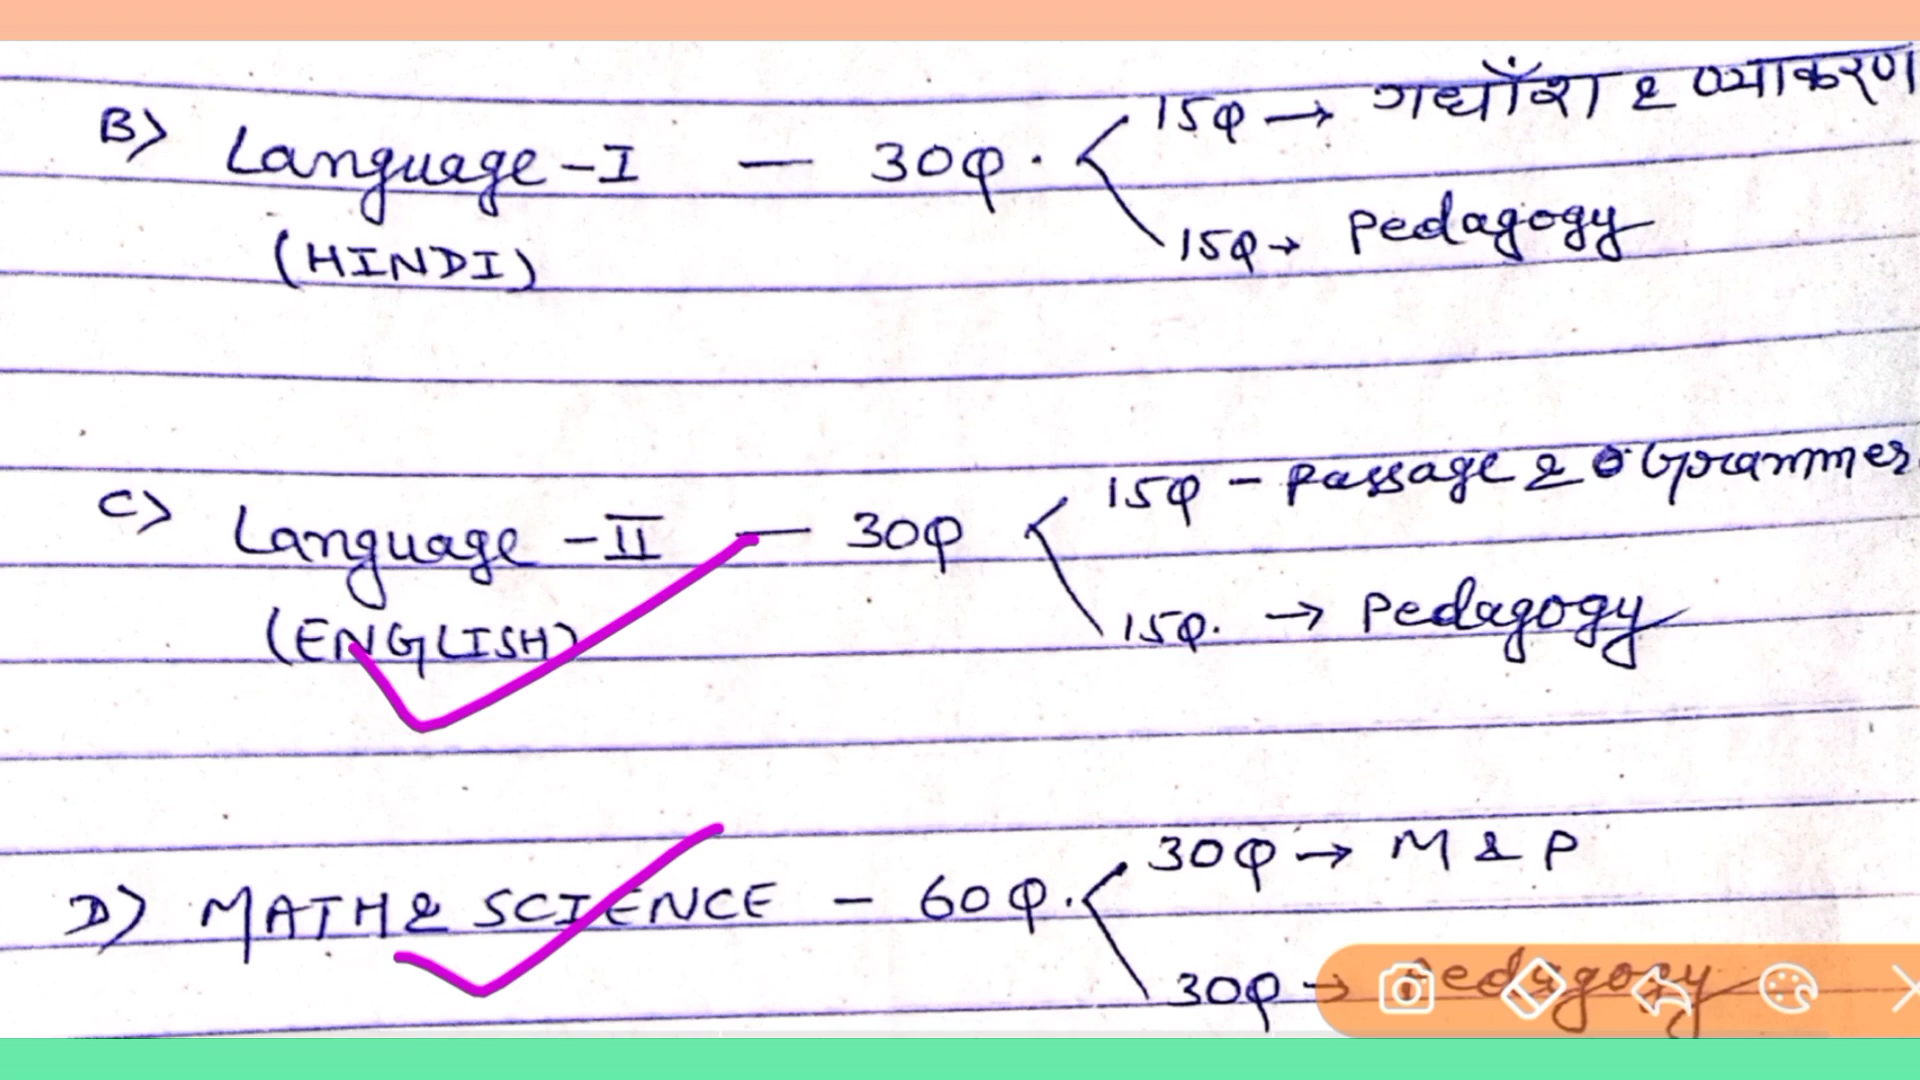 B) Language-I — 30Q. 15Q → गद्याँश & व्याकरण
(HINDI) 15Q → Pedagogy
C) Language-II — 30Q 15Q - Passage & Grammer
(ENGLISH) 15Q. → Pedagogy
D) MATH & SCIENCE - 60Q. 30Q → M & P
30Q → Pedagogy